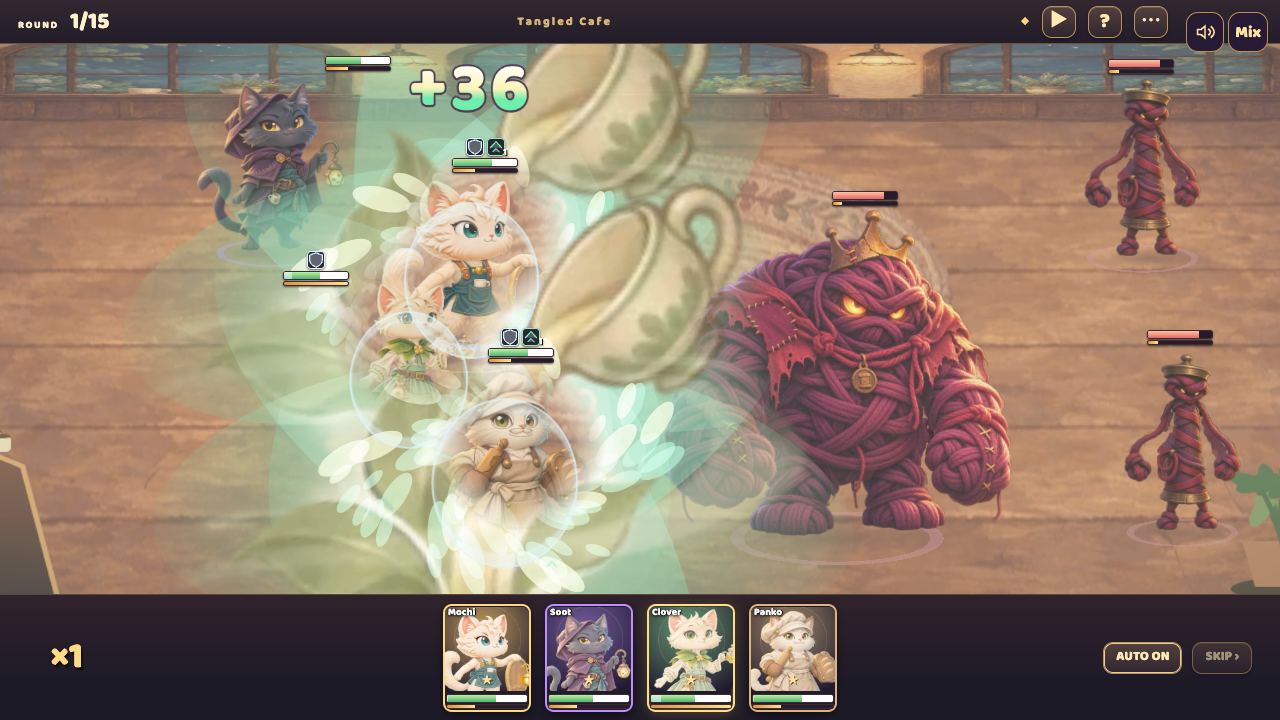 ROUND 1/15
Tangled Cafe
?
...
Mix
+36
Mochi
Soot
Clover
Panko
×1
AUTO ON
SKIP ›